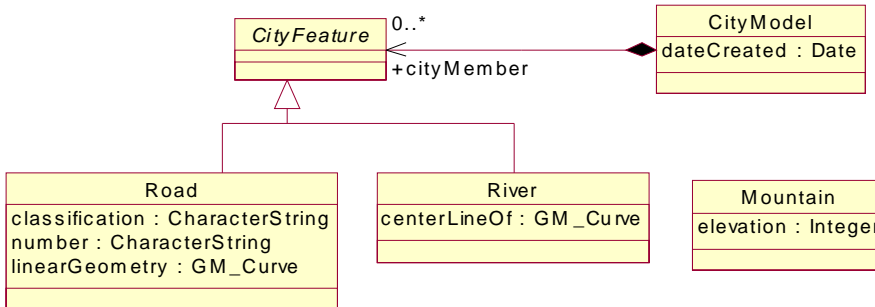 CityFeature
0..*
+cityMember
CityModel
dateCreated : Date
Road
classification : CharacterString
number : CharacterString
linearGeometry : GM_Curve
River
centerLineOf : GM_Curve
Mountain
elevation : Integer